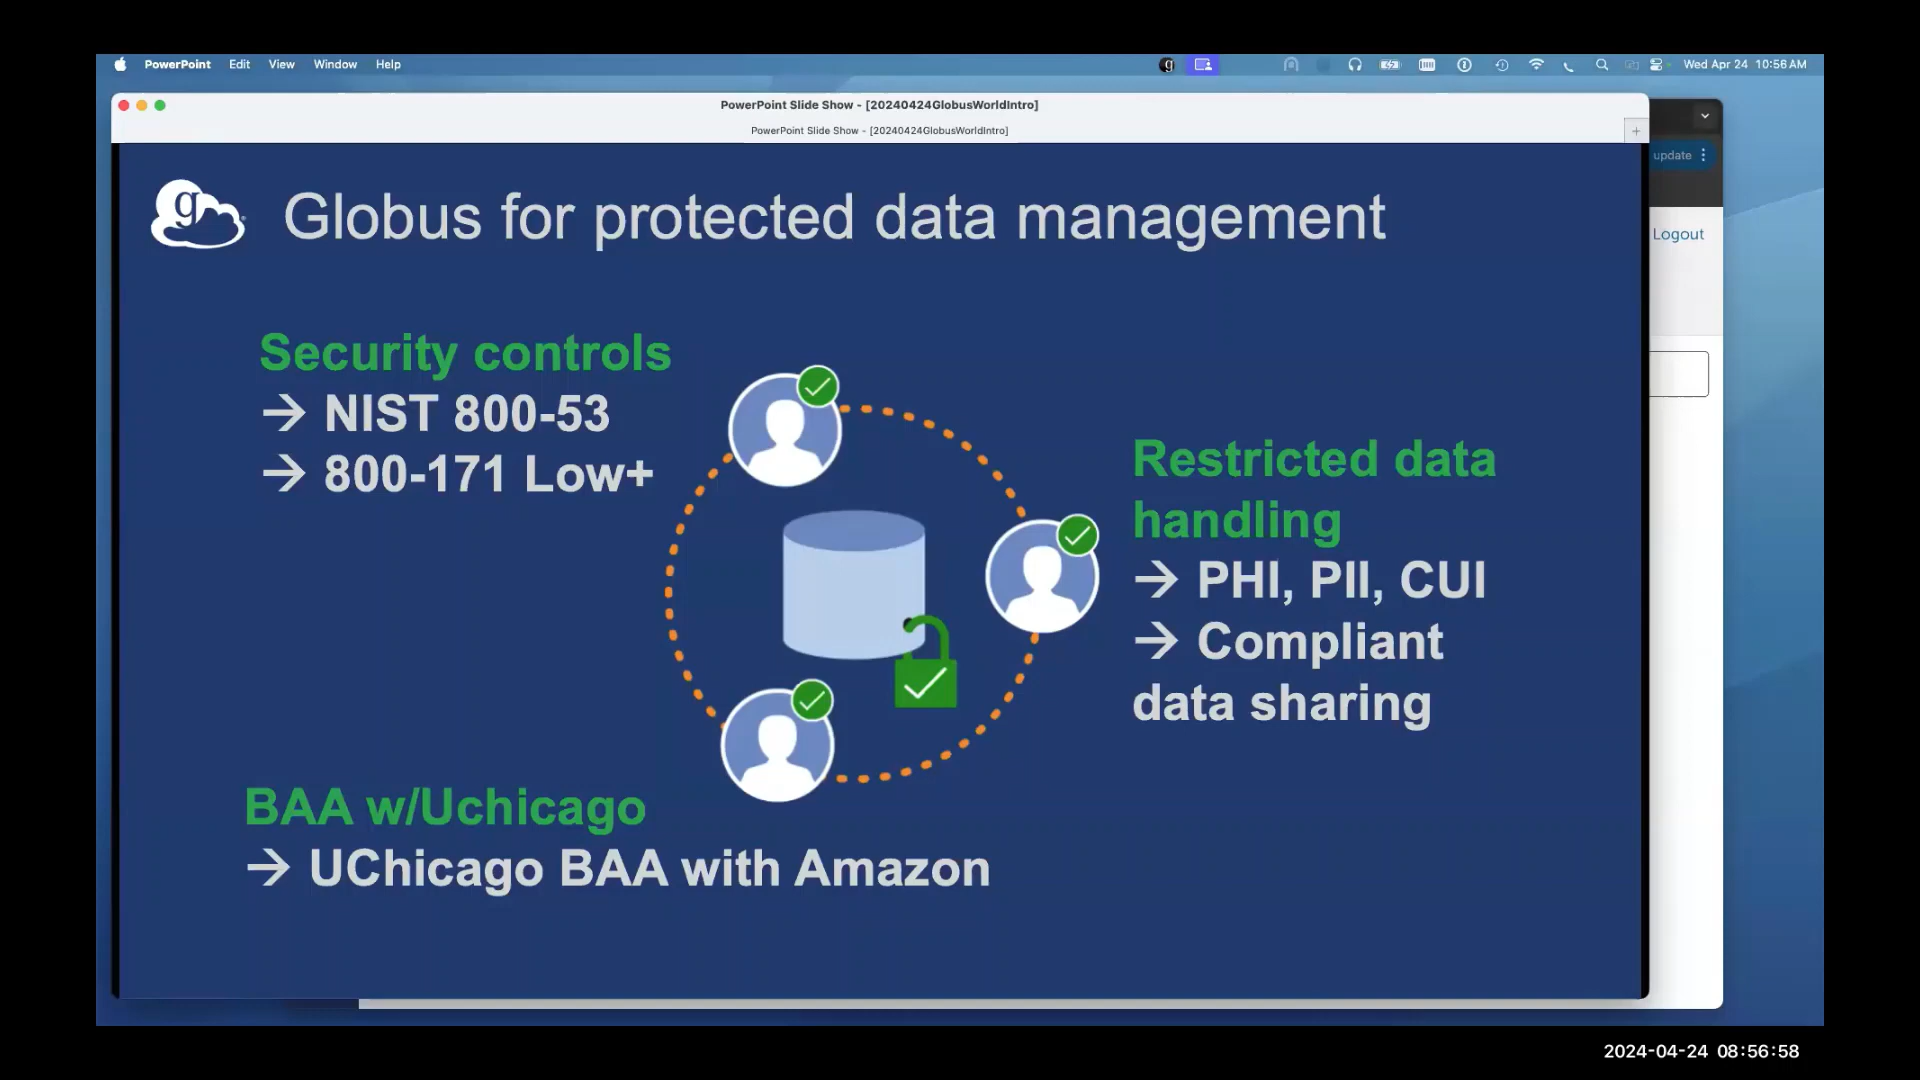 PowerPoint Edit View Window Help
Wed Apr 24 10:56 AM
PowerPoint Slide Show - [20240424GlobusWorldIntro]
PowerPoint Slide Show - [20240424GlobusWorldIntro]
update
Logout
g
Globus for protected data management
Security controls
→ NIST 800-53
→ 800-171 Low+
Restricted data
handling
→ PHI, PII, CUI
→ Compliant
data sharing
BAA w/Uchicago
→ UChicago BAA with Amazon
2024-04-24 08:56:58